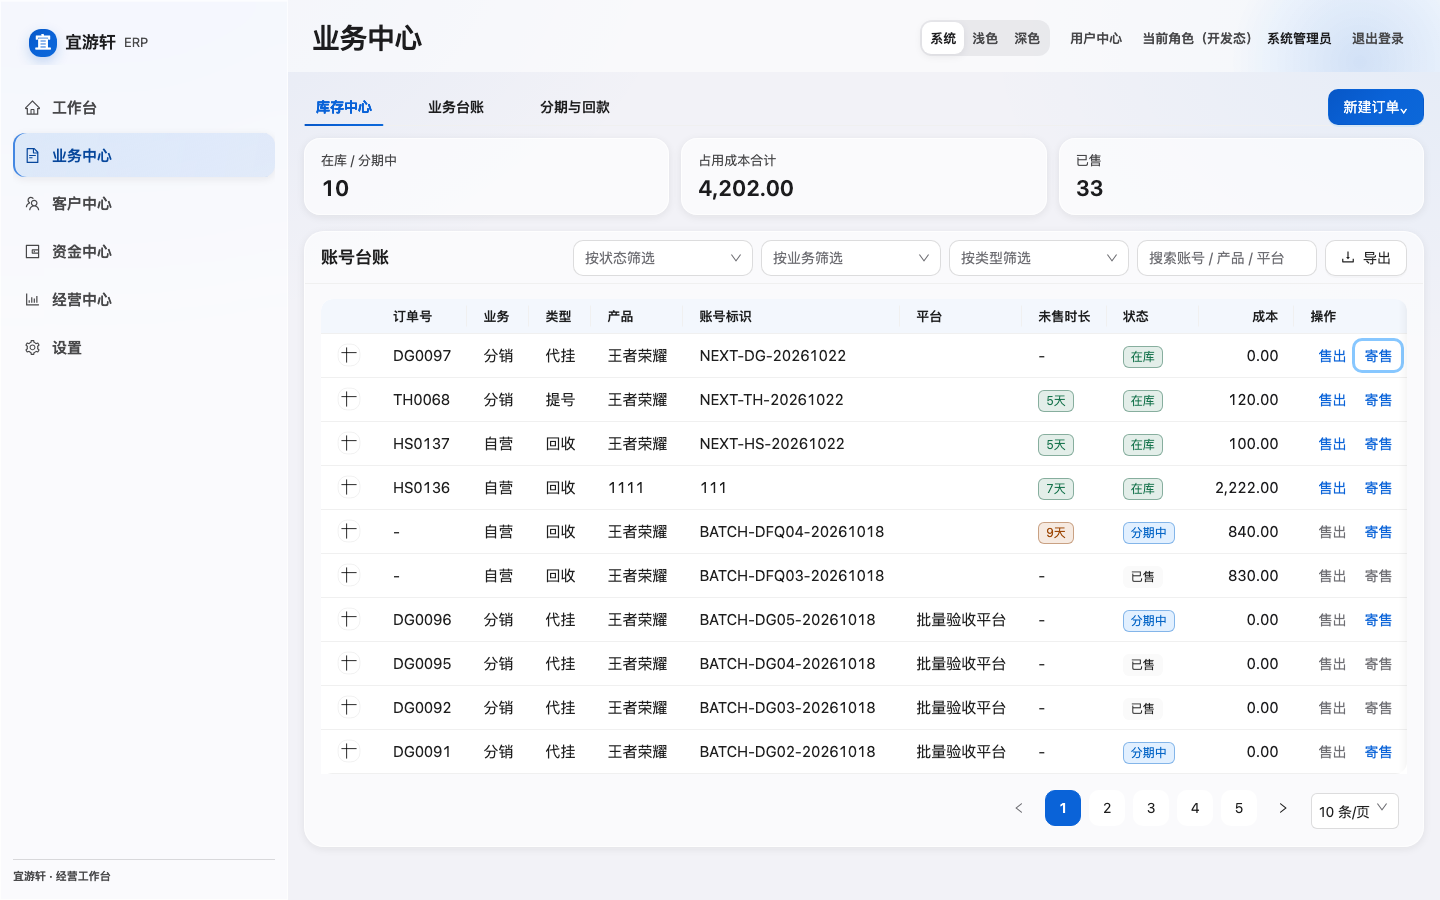 宜 宜游轩 ERP
工作台
业务中心
客户中心
资金中心
经营中心
设置
宜游轩 · 经营工作台
业务中心
系统 浅色 深色 用户中心 当前角色（开发态） 系统管理员 退出登录
库存中心 业务台账 分期与回款 新建订单
在库 / 分期中
10
占用成本合计
4,202.00
已售
33
账号台账 按状态筛选 按业务筛选 按类型筛选 搜索账号 / 产品 / 平台 导出
订单号 业务 类型 产品 账号标识 平台 未售时长 状态 成本 操作
DG0097 分销 代挂 王者荣耀 NEXT-DG-20261022 - 在库 0.00 售出 寄售
TH0068 分销 提号 王者荣耀 NEXT-TH-20261022 5天 在库 120.00 售出 寄售
HS0137 自营 回收 王者荣耀 NEXT-HS-20261022 5天 在库 100.00 售出 寄售
HS0136 自营 回收 1111 111 7天 在库 2,222.00 售出 寄售
- 自营 回收 王者荣耀 BATCH-DFQ04-20261018 9天 分期中 840.00 售出 寄售
- 自营 回收 王者荣耀 BATCH-DFQ03-20261018 - 已售 830.00 售出 寄售
DG0096 分销 代挂 王者荣耀 BATCH-DG05-20261018 批量验收平台 - 分期中 0.00 售出 寄售
DG0095 分销 代挂 王者荣耀 BATCH-DG04-20261018 批量验收平台 - 已售 0.00 售出 寄售
DG0092 分销 代挂 王者荣耀 BATCH-DG03-20261018 批量验收平台 - 已售 0.00 售出 寄售
DG0091 分销 代挂 王者荣耀 BATCH-DG02-20261018 批量验收平台 - 分期中 0.00 售出 寄售
< 1 2 3 4 5 > 10 条/页